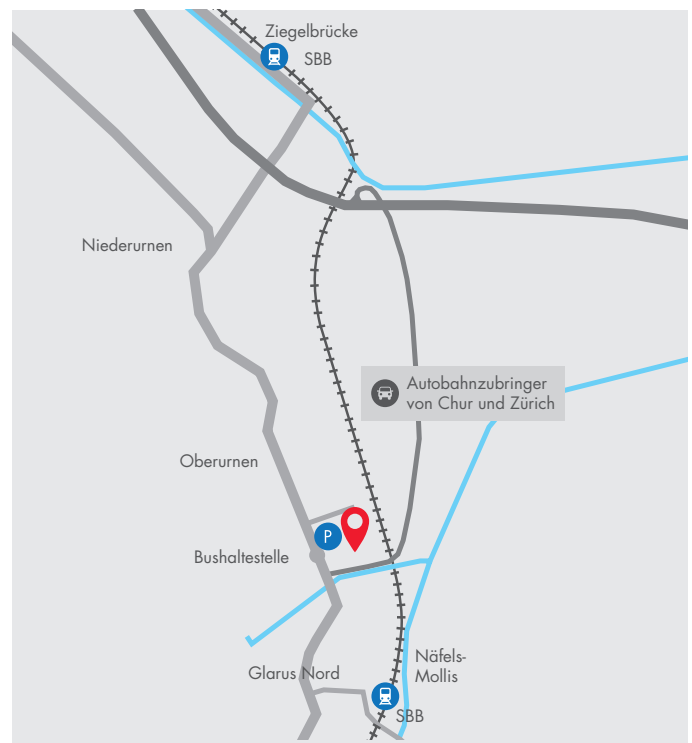 Ziegelbrücke
SBB
Niederurnen
Autobahnzubringer
von Chur und Zürich
Oberurnen
P
Bushaltestelle
Glarus Nord
Näfels-
Mollis
SBB